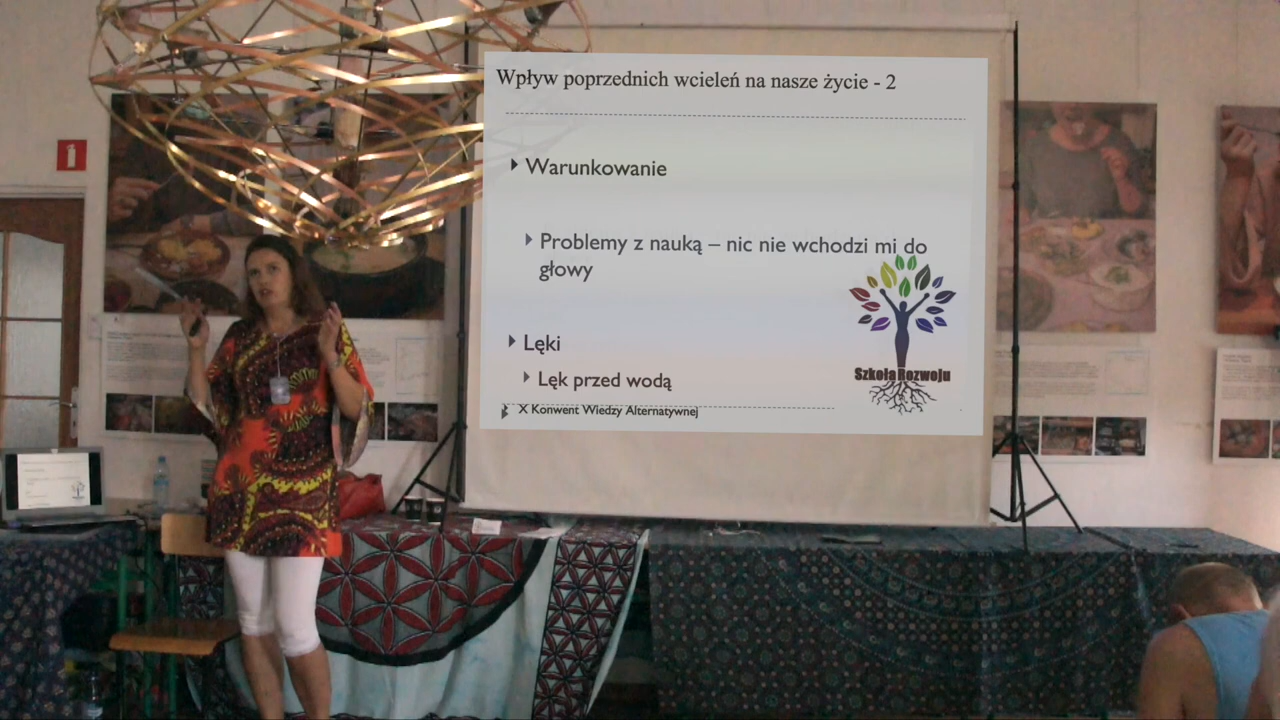 Wpływ poprzednich wcieleń na nasze życie - 2
Warunkowanie
Problemy z nauką – nic nie wchodzi mi do
głowy
Lęki
Lęk przed wodą
X Konwent Wiedzy Alternatywnej
Szkoła Rozwoju